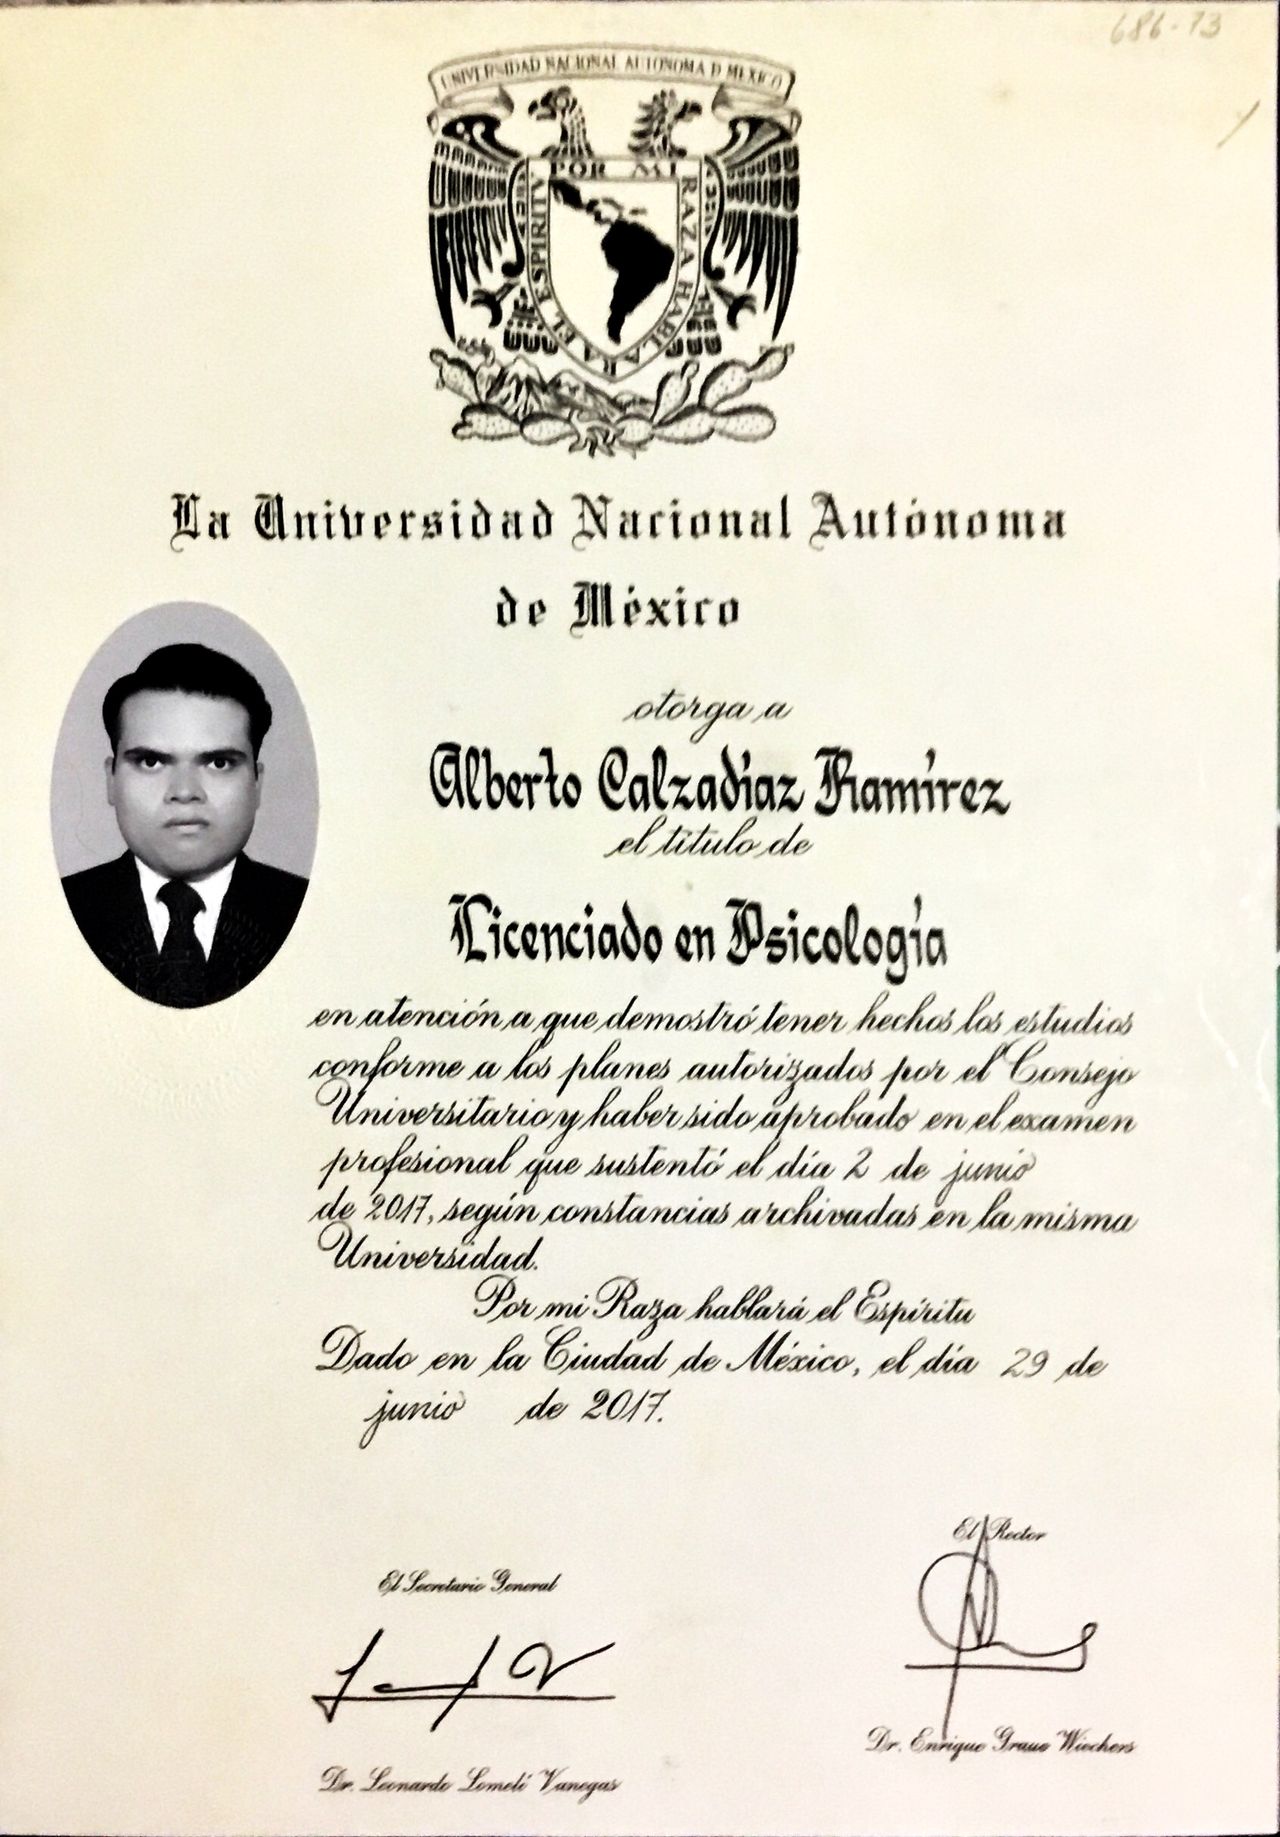 686-73
UNIVERSIDAD NACIONAL AUTONOMA D MEXICO
POR MI RAZA HABLARA EL ESPIRITV
La Universidad Nacional Autónoma
de México
otorga a
Alberto Calzadíaz Ramírez
el título de
Licenciado en Psicología
en atención a que demostró tener hechos los estudios
conforme a los planes autorizados por el Consejo
Universitario y haber sido aprobado en el examen
profesional que sustentó el día 2 de junio
de 2017, según constancias archivadas en la misma
Universidad.
Por mi Raza hablará el Espíritu
Dado en la Ciudad de México, el día 29 de
junio de 2017.
El Rector
El Secretario General
Dr. Enrique Graue Wiechers
Dr. Leonardo Lomelí Vanegas